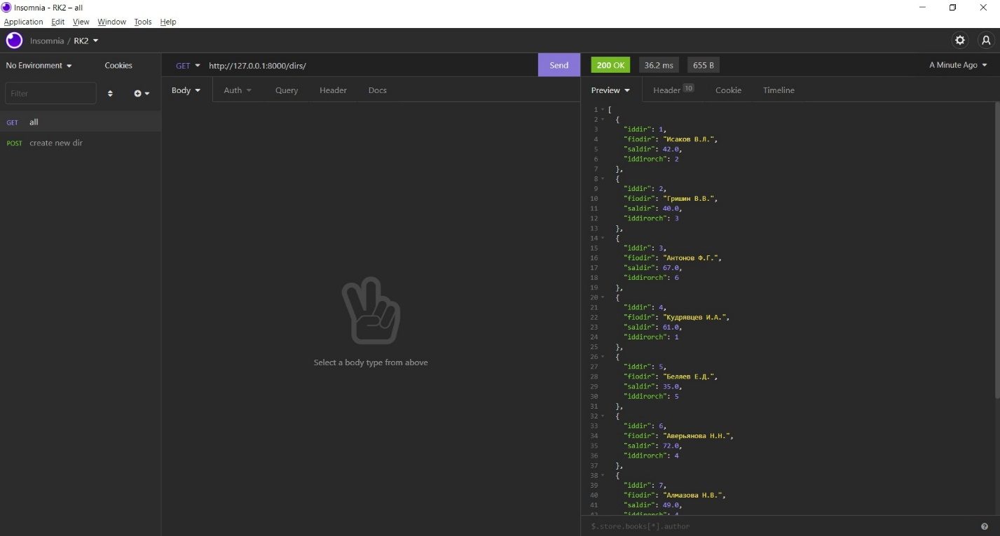 Insomnia - RK2 – all
Application Edit View Window Tools Help
Insomnia / RK2
No Environment Cookies
GET http://127.0.0.1:8000/dirs/ Send
200 OK 36.2 ms 655 B A Minute Ago
Filter
Body Auth Query Header Docs
Preview Header 10 Cookie Timeline
GET all
POST create new dir
Select a body type from above
1 [
2 {
3 "iddir": 1,
4 "fiodir": "Исаков В.Л.",
5 "saldir": 42.0,
6 "iddirorch": 2
7 },
8 {
9 "iddir": 2,
10 "fiodir": "Гришин В.В.",
11 "saldir": 40.0,
12 "iddirorch": 3
13 },
14 {
15 "iddir": 3,
16 "fiodir": "Антонов Ф.Г.",
17 "saldir": 67.0,
18 "iddirorch": 6
19 },
20 {
21 "iddir": 4,
22 "fiodir": "Кудрявцев И.А.",
23 "saldir": 61.0,
24 "iddirorch": 1
25 },
26 {
27 "iddir": 5,
28 "fiodir": "Беляев Е.Д.",
29 "saldir": 35.0,
30 "iddirorch": 5
31 },
32 {
33 "iddir": 6,
34 "fiodir": "Аверьянова Н.Н.",
35 "saldir": 72.0,
36 "iddirorch": 4
37 },
38 {
39 "iddir": 7,
40 "fiodir": "Алмазова Н.В.",
41 "saldir": 49.0,
42 "iddirorch": 4
$.store.books[*].author